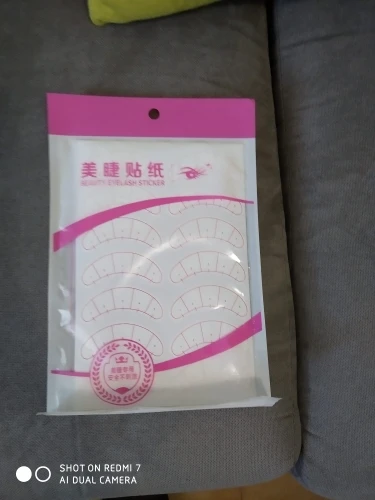 美睫贴纸
BEAUTY EYELASH STICKER
SHOT ON REDMI 7
AI DUAL CAMERA